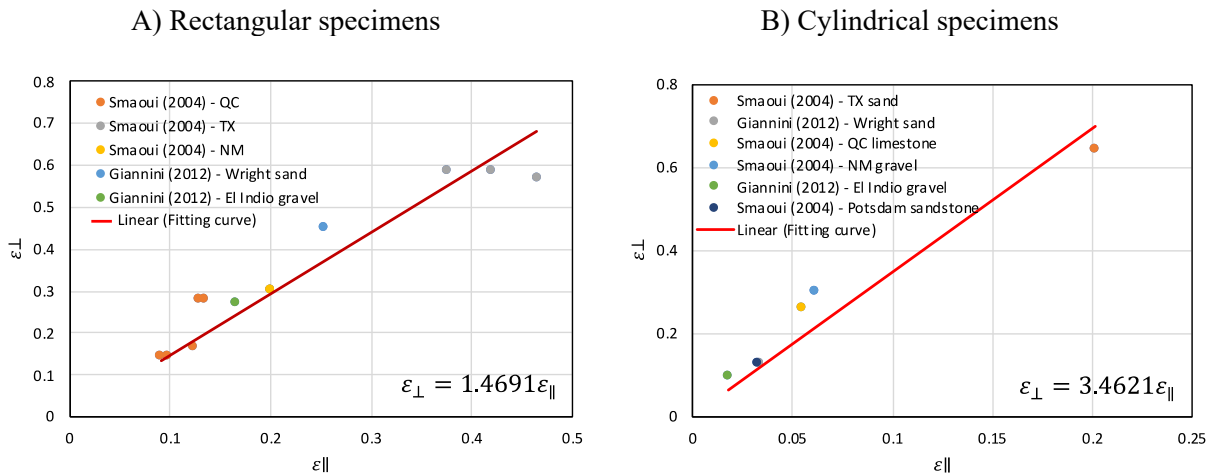 A) Rectangular specimens
0.8
0.7
0.6
0.5
0.4
0.3
0.2
0.1
0
ε⊥
Smaoui (2004) - QC
Smaoui (2004) - TX
Smaoui (2004) - NM
Giannini (2012) - Wright sand
Giannini (2012) - El Indio gravel
Linear (Fitting curve)
ε⊥ = 1.4691ε∥
0 0.1 0.2 0.3 0.4 0.5
ε∥
B) Cylindrical specimens
0.8
0.6
0.4
0.2
0
ε⊥
Smaoui (2004) - TX sand
Giannini (2012) - Wright sand
Smaoui (2004) - QC limestone
Smaoui (2004) - NM gravel
Giannini (2012) - El Indio gravel
Smaoui (2004) - Potsdam sandstone
Linear (Fitting curve)
ε⊥ = 3.4621ε∥
0 0.05 0.1 0.15 0.2 0.25
ε∥